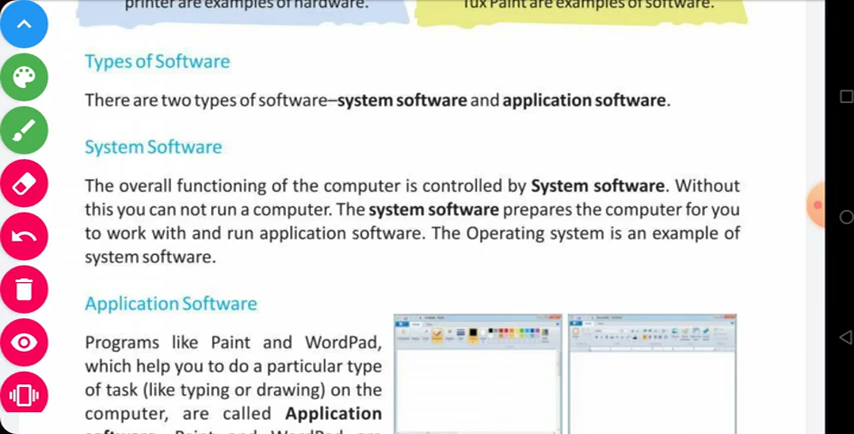 printer are examples of hardware.
Tux Paint are examples of software.
Types of Software
There are two types of software–system software and application software.
System Software
The overall functioning of the computer is controlled by System software. Without
this you can not run a computer. The system software prepares the computer for you
to work with and run application software. The Operating system is an example of
system software.
Application Software
Programs like Paint and WordPad,
which help you to do a particular type
of task (like typing or drawing) on the
computer, are called Application